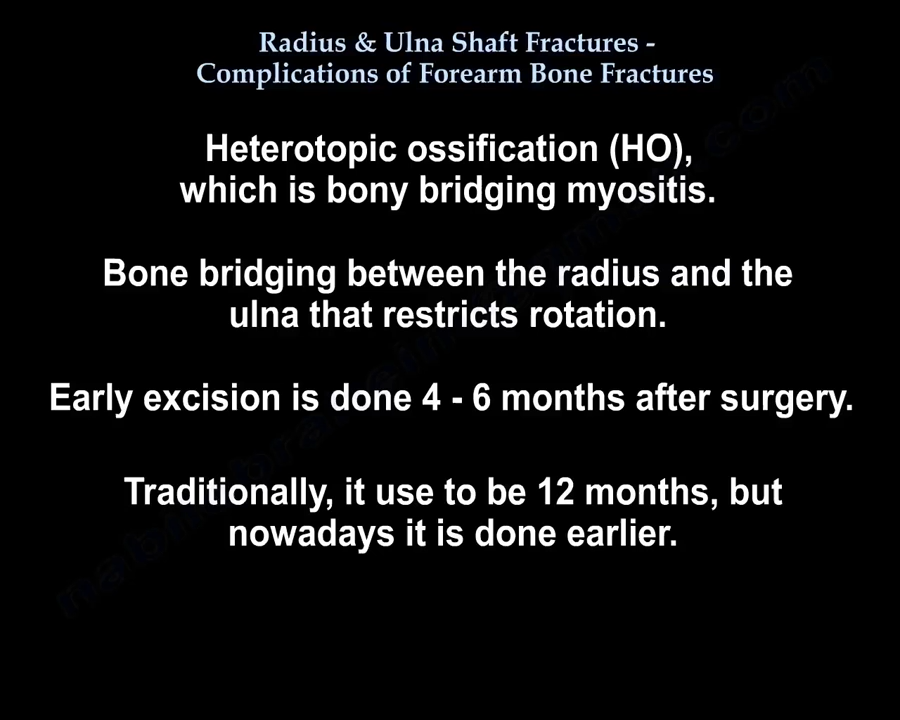 Radius & Ulna Shaft Fractures -
Complications of Forearm Bone Fractures
Heterotopic ossification (HO),
which is bony bridging myositis.
Bone bridging between the radius and the
ulna that restricts rotation.
Early excision is done 4 - 6 months after surgery.
Traditionally, it use to be 12 months, but
nowadays it is done earlier.